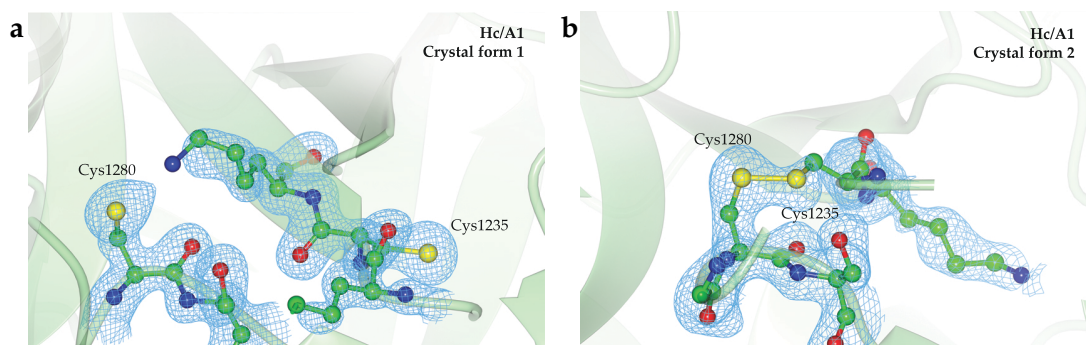 a
Hc/A1
Crystal form 1
Cys1280
Cys1235
b
Hc/A1
Crystal form 2
Cys1280
Cys1235